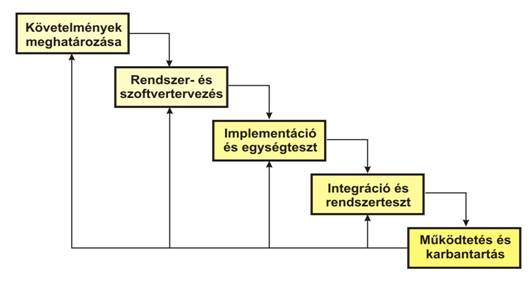 Követelmények
meghatározása
Rendszer- és
szoftvertervezés
Implementáció
és egységteszt
Integráció és
rendszerteszt
Működtetés és
karbantartás